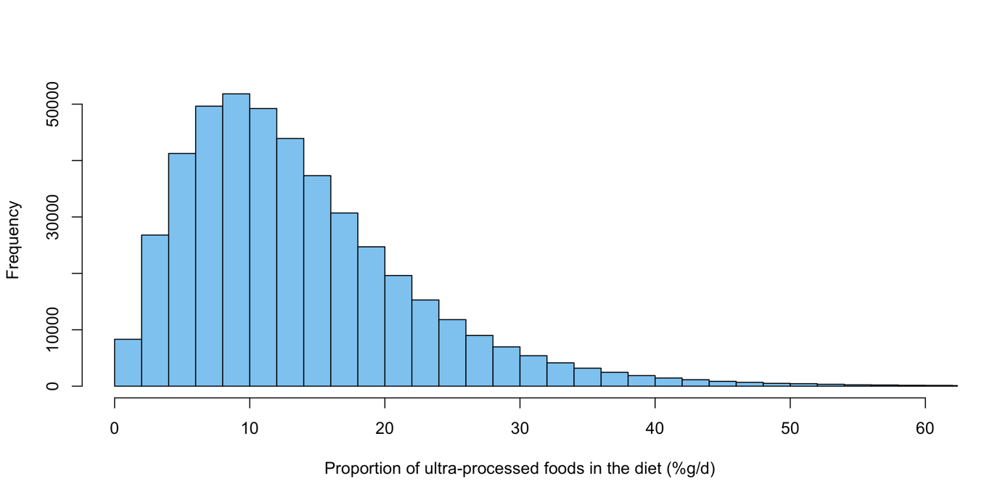 50000
30000
10000
0
Frequency
0 10 20 30 40 50 60
Proportion of ultra-processed foods in the diet (%g/d)